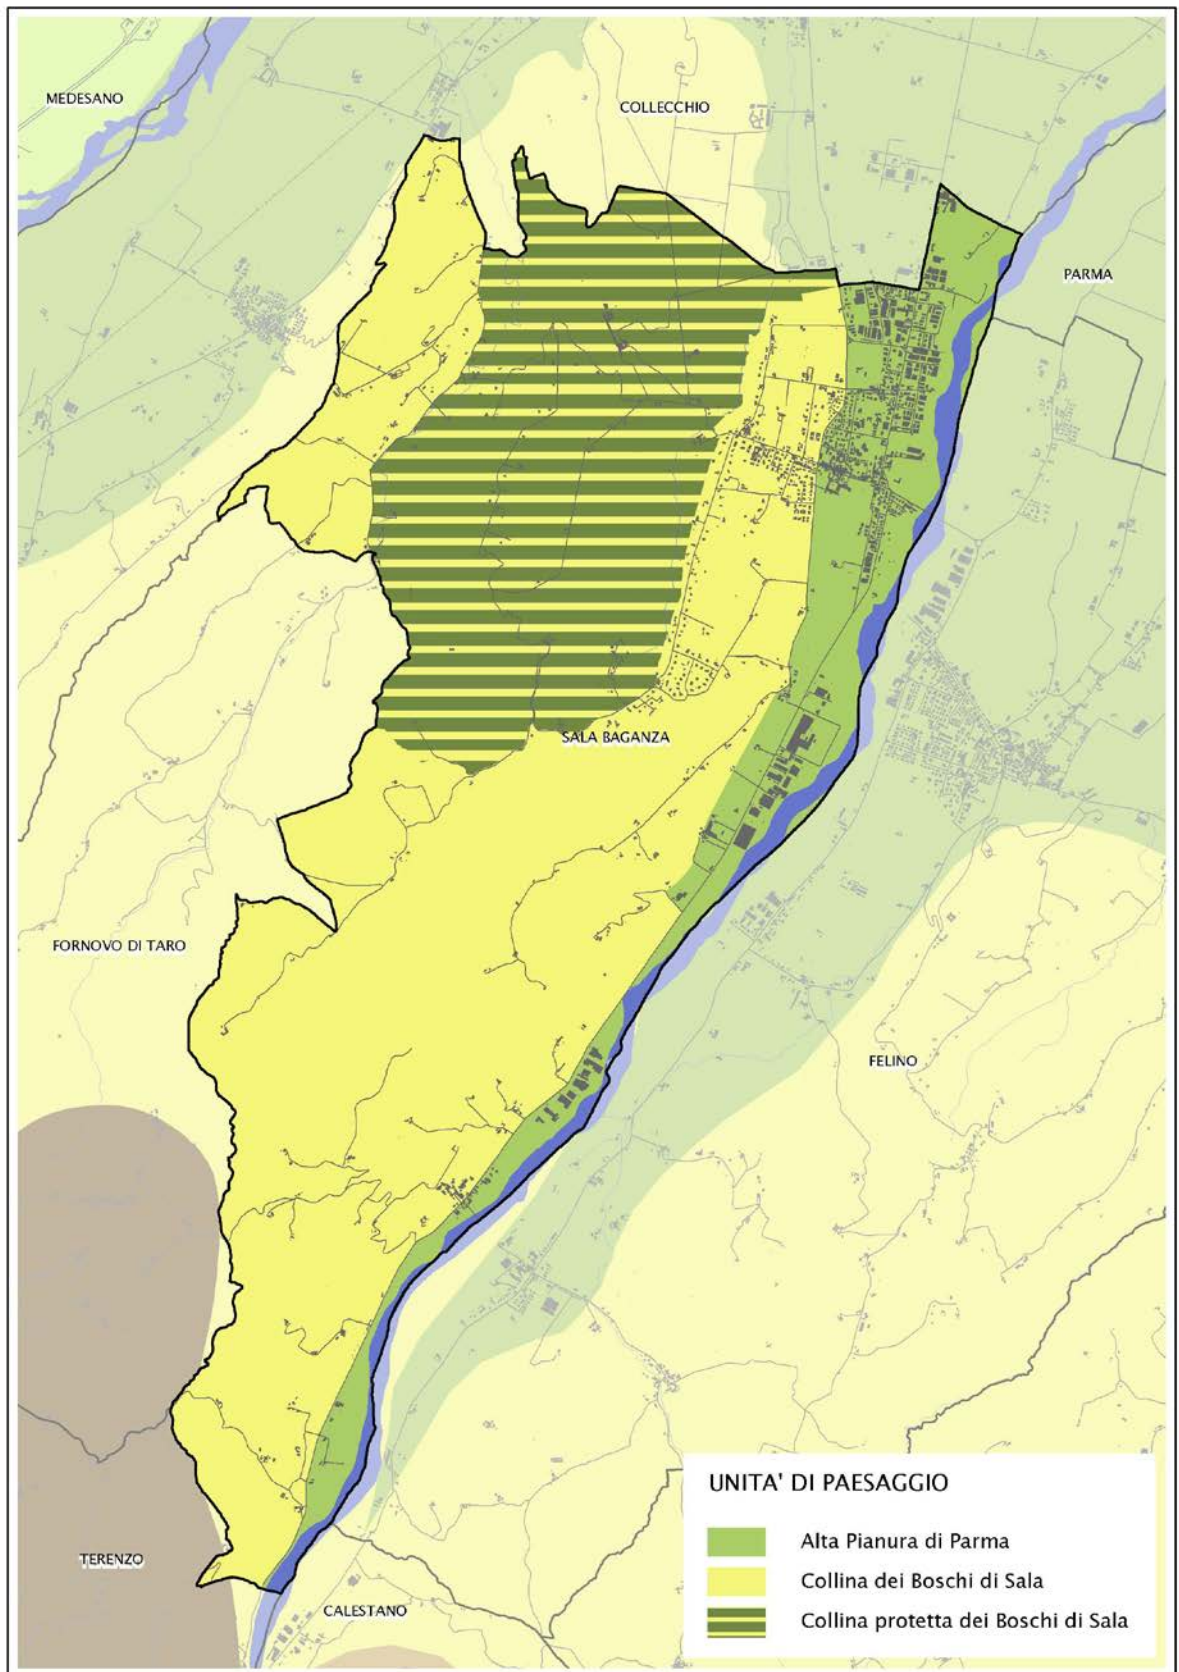 MEDESANO
COLLECCHIO
PARMA
SALA BAGANZA
FORNOVO DI TARO
FELINO
TERENZO
CALESTANO
UNITA' DI PAESAGGIO
Alta Pianura di Parma
Collina dei Boschi di Sala
Collina protetta dei Boschi di Sala